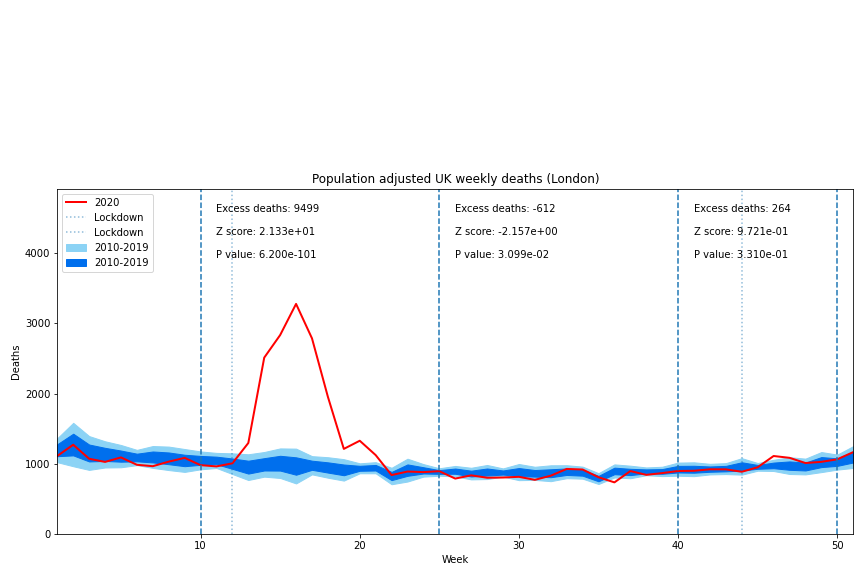 Population adjusted UK weekly deaths (London)
2020
Lockdown
Lockdown
2010-2019
2010-2019
Excess deaths: 9499
Z score: 2.133e+01
P value: 6.200e-101
Excess deaths: -612
Z score: -2.157e+00
P value: 3.099e-02
Excess deaths: 264
Z score: 9.721e-01
P value: 3.310e-01
Deaths
4000
3000
2000
1000
0
10
20
30
40
50
Week